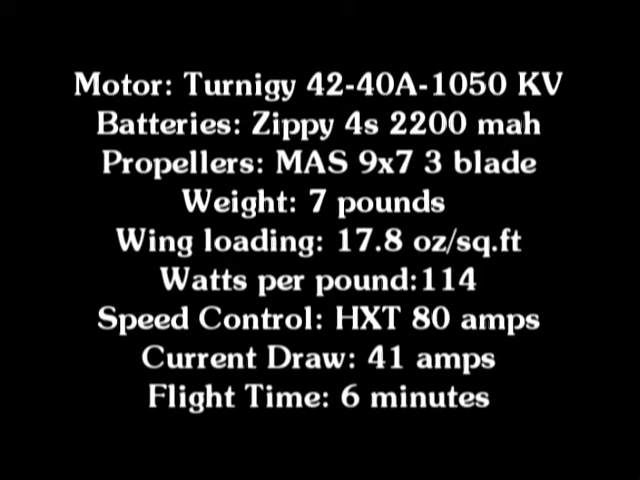 Motor: Turnigy 42-40A-1050 KV
Batteries: Zippy 4s 2200 mah
Propellers: MAS 9x7 3 blade
Weight: 7 pounds
Wing loading: 17.8 oz/sq.ft
Watts per pound:114
Speed Control: HXT 80 amps
Current Draw: 41 amps
Flight Time: 6 minutes